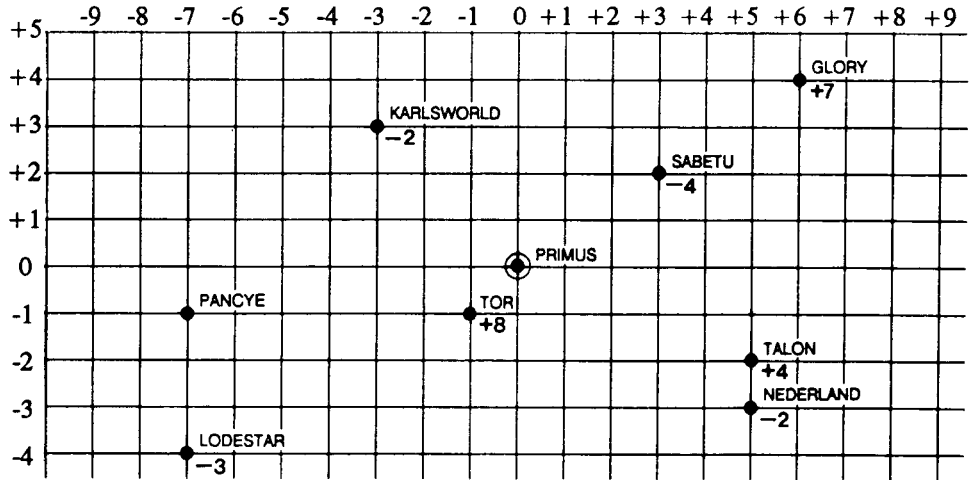 -9 -8 -7 -6 -5 -4 -3 -2 -1 0 +1 +2 +3 +4 +5 +6 +7 +8 +9
+5
GLORY
+4
+7
KARLSWORLD
+3
−2
SABETU
+2
−4
+1
PRIMUS
0
PANCYE TOR
-1
+8
TALON
-2
+4
NEDERLAND
-3
−2
LODESTAR
-4
−3